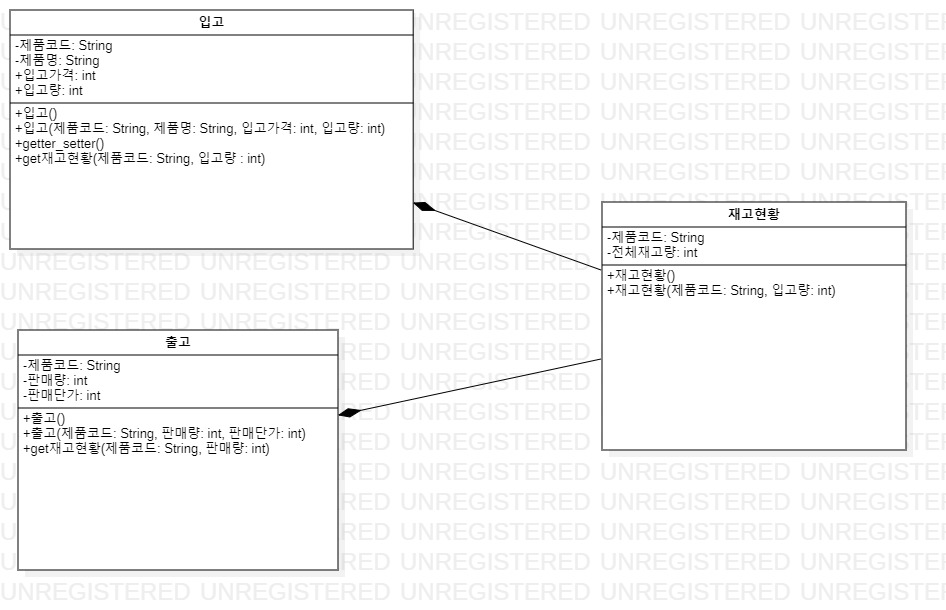 입고
-제품코드: String
-제품명: String
+입고가격: int
+입고량: int
+입고()
+입고(제품코드: String, 제품명: String, 입고가격: int, 입고량: int)
+getter_setter()
+get재고현황(제품코드: String, 입고량 : int)
재고현황
-제품코드: String
-전체재고량: int
+재고현황()
+재고현황(제품코드: String, 입고량: int)
출고
-제품코드: String
-판매량: int
-판매단가: int
+출고()
+출고(제품코드: String, 판매량: int, 판매단가: int)
+get재고현황(제품코드: String, 판매량: int)
UNREGISTERED